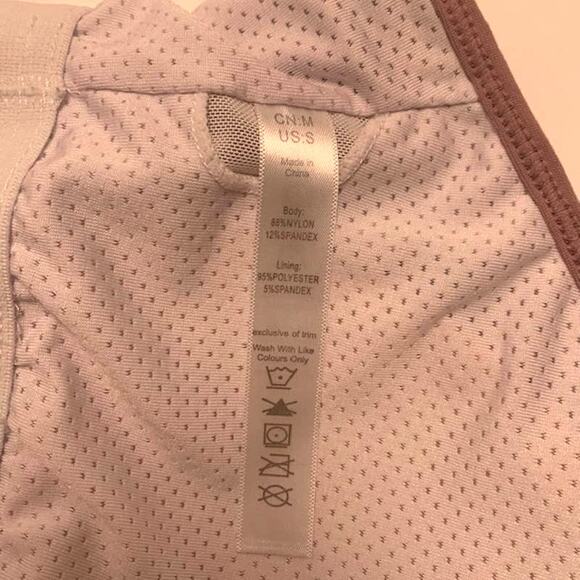 CN:M
US:S
Made in
China
Body:
88%NYLON
12%SPANDEX
Lining:
95%POLYESTER
5%SPANDEX
exclusive of trim
Wash With Like
Colours Only